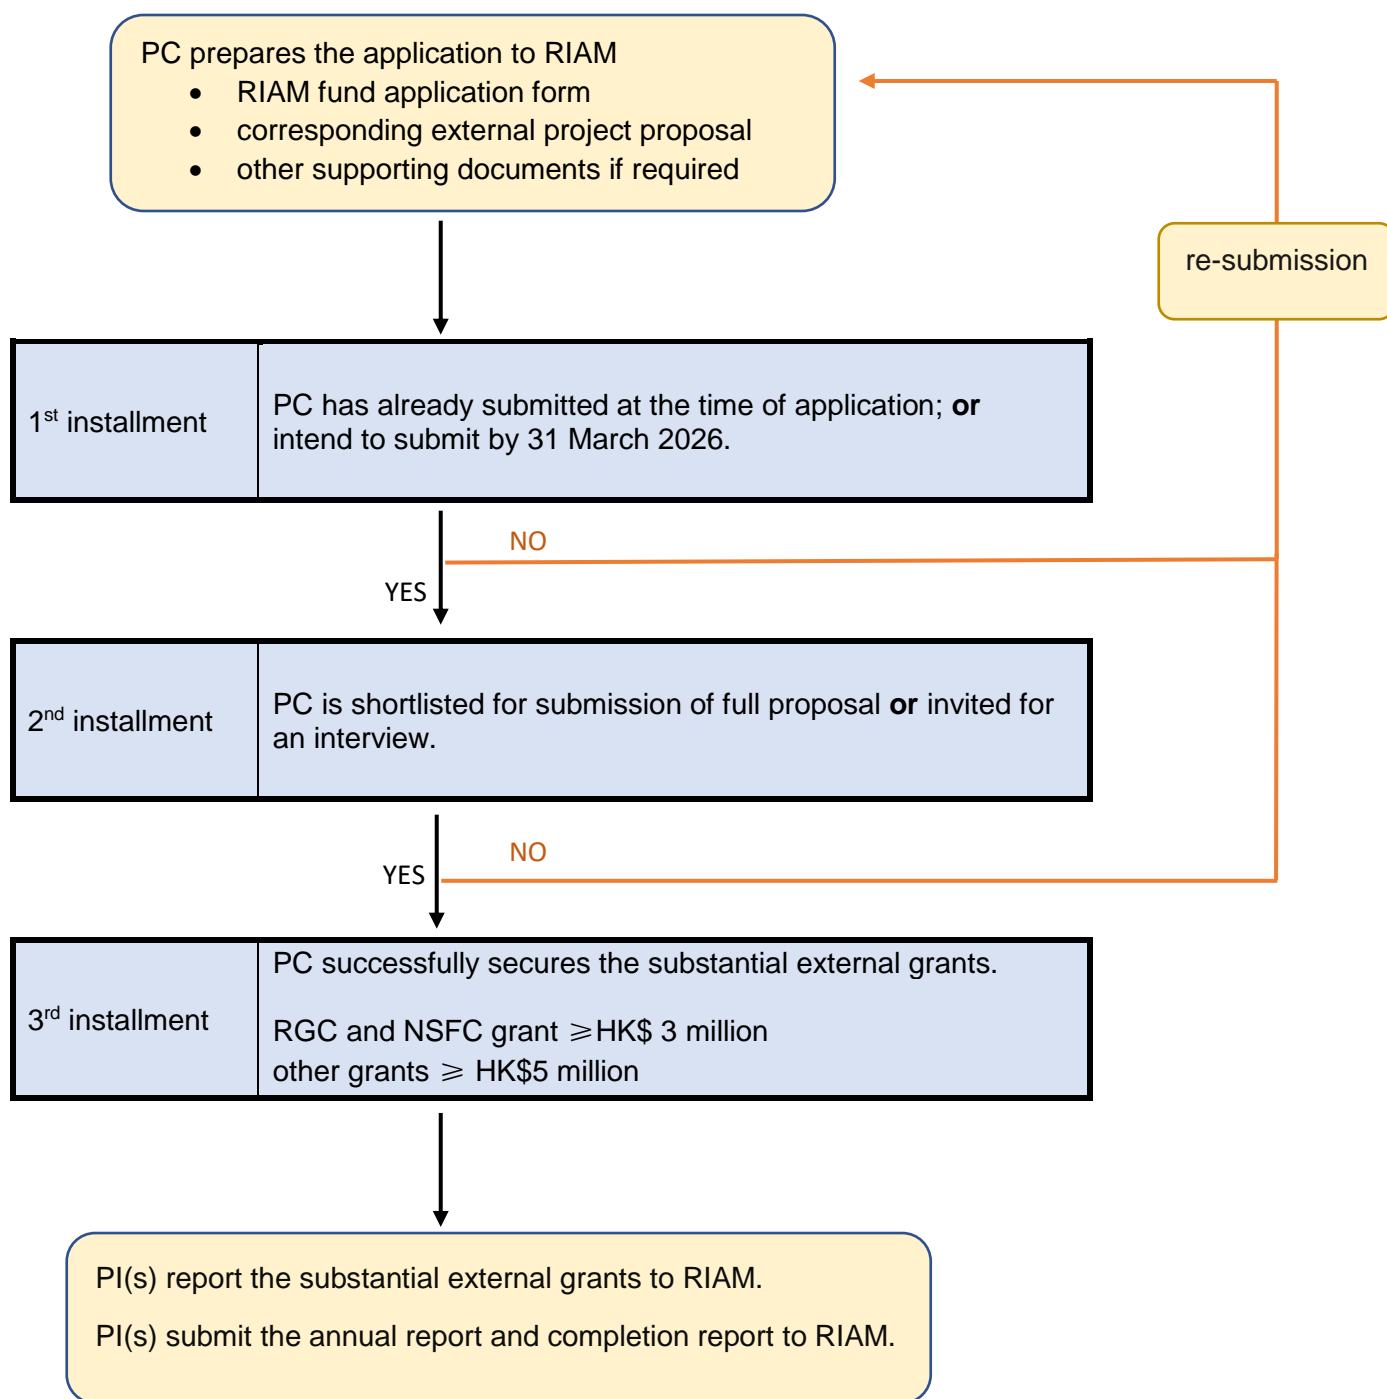 PC prepares the application to RIAM
• RIAM fund application form
• corresponding external project proposal
• other supporting documents if required
re-submission
1st installment
PC has already submitted at the time of application; or
intend to submit by 31 March 2026.
NO
YES
2nd installment
PC is shortlisted for submission of full proposal or invited for
an interview.
NO
YES
3rd installment
PC successfully secures the substantial external grants.
RGC and NSFC grant ⩾HK$ 3 million
other grants ⩾ HK$5 million
PI(s) report the substantial external grants to RIAM.
PI(s) submit the annual report and completion report to RIAM.